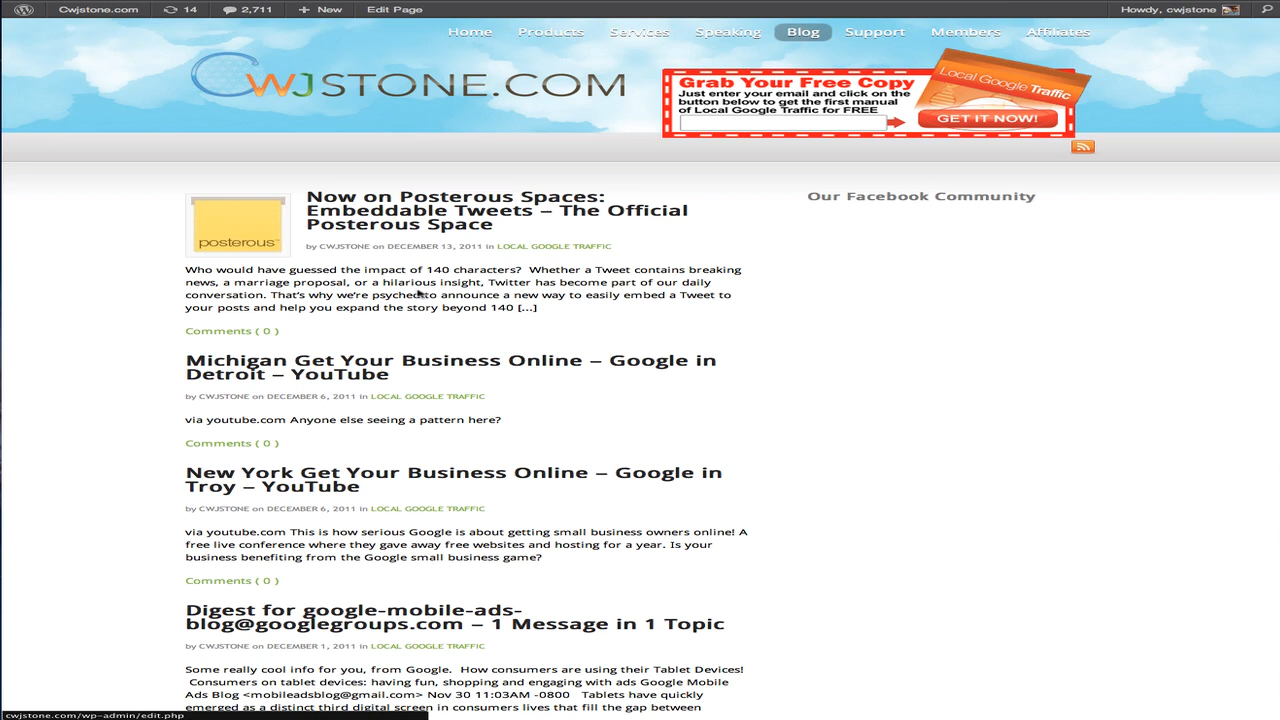 Cwjstone.com 14 2,711 + New Edit Page Howdy, cwjstone
Home Products Services Speaking Blog Support Members Affiliates
CWJSTONE.COM
Grab Your Free Copy
Just enter your email and click on the
button below to get the first manual
of Local Google Traffic for FREE
Local Google Traffic
GET IT NOW!
posterous
Now on Posterous Spaces:
Embeddable Tweets – The Official
Posterous Space
by CWJSTONE on DECEMBER 13, 2011 in LOCAL GOOGLE TRAFFIC
Our Facebook Community
Who would have guessed the impact of 140 characters?  Whether a Tweet contains breaking
news, a marriage proposal, or a hilarious insight, Twitter has become part of our daily
conversation. That's why we're psyched to announce a new way to easily embed a Tweet to
your posts and help you expand the story beyond 140 [...]
Comments ( 0 )
Michigan Get Your Business Online – Google in
Detroit – YouTube
by CWJSTONE on DECEMBER 6, 2011 in LOCAL GOOGLE TRAFFIC
via youtube.com Anyone else seeing a pattern here?
Comments ( 0 )
New York Get Your Business Online – Google in
Troy – YouTube
by CWJSTONE on DECEMBER 6, 2011 in LOCAL GOOGLE TRAFFIC
via youtube.com This is how serious Google is about getting small business owners online! A
free live conference where they gave away free websites and hosting for a year. Is your
business benefiting from the Google small business game?
Comments ( 0 )
Digest for google-mobile-ads-
blog@googlegroups.com – 1 Message in 1 Topic
by CWJSTONE on DECEMBER 1, 2011 in LOCAL GOOGLE TRAFFIC
Some really cool info for you, from Google.  How consumers are using their Tablet Devices!
Consumers on tablet devices: having fun, shopping and engaging with ads Google Mobile
Ads Blog <mobileadsblog@gmail.com> Nov 30 11:03AM -0800   Tablets have quickly
emerged as a distinct third digital screen in consumers lives that fill the gap between
cwjstone.com/wp-admin/edit.php